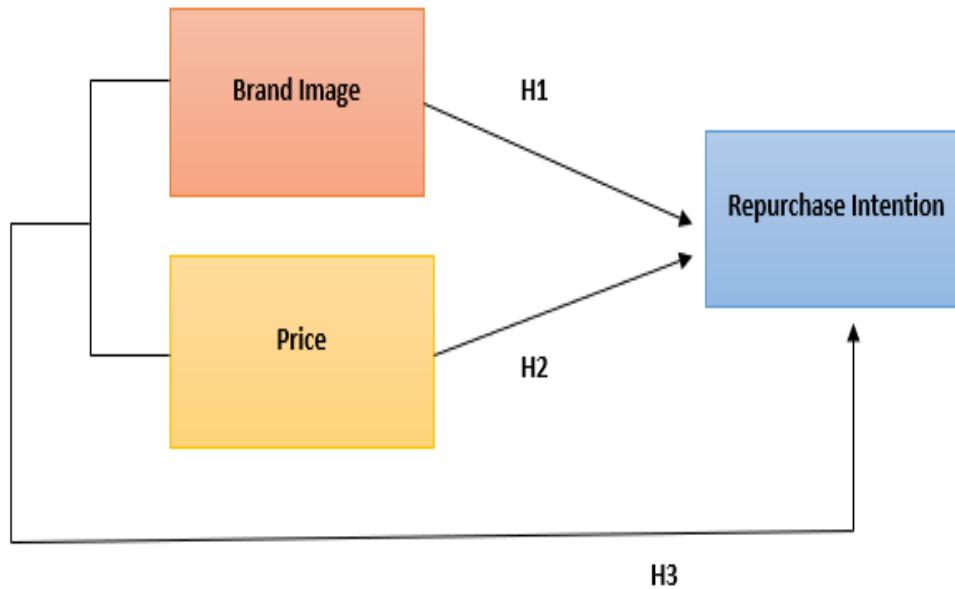 Brand Image
H1
Repurchase Intention
Price
H2
H3